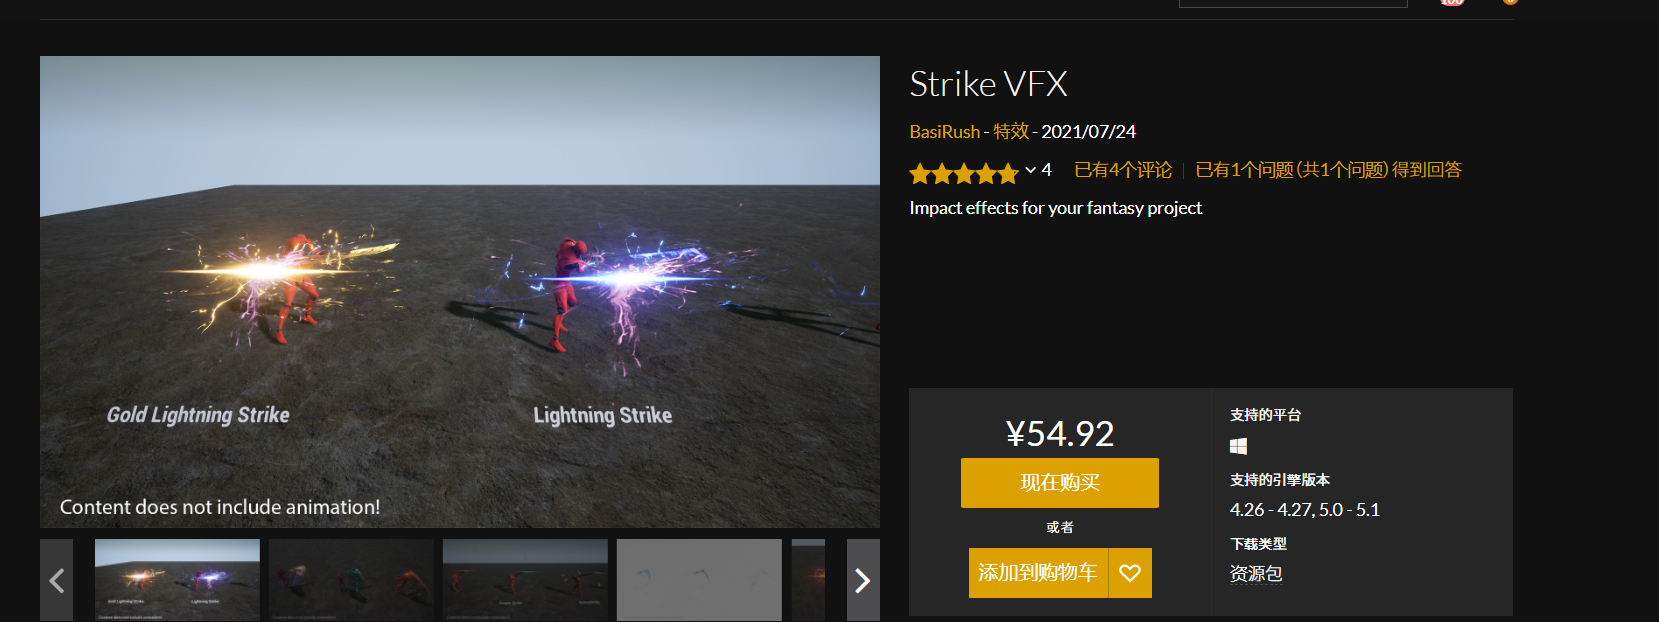 Strike VFX
BasiRush - 特效 - 2021/07/24
4 已有4个评论 | 已有1个问题 (共1个问题) 得到回答
Impact effects for your fantasy project
Gold Lightning Strike
Lightning Strike
Content does not include animation!
¥54.92
现在购买
或者
添加到购物车
支持的平台
支持的引擎版本
4.26 - 4.27, 5.0 - 5.1
下载类型
资源包